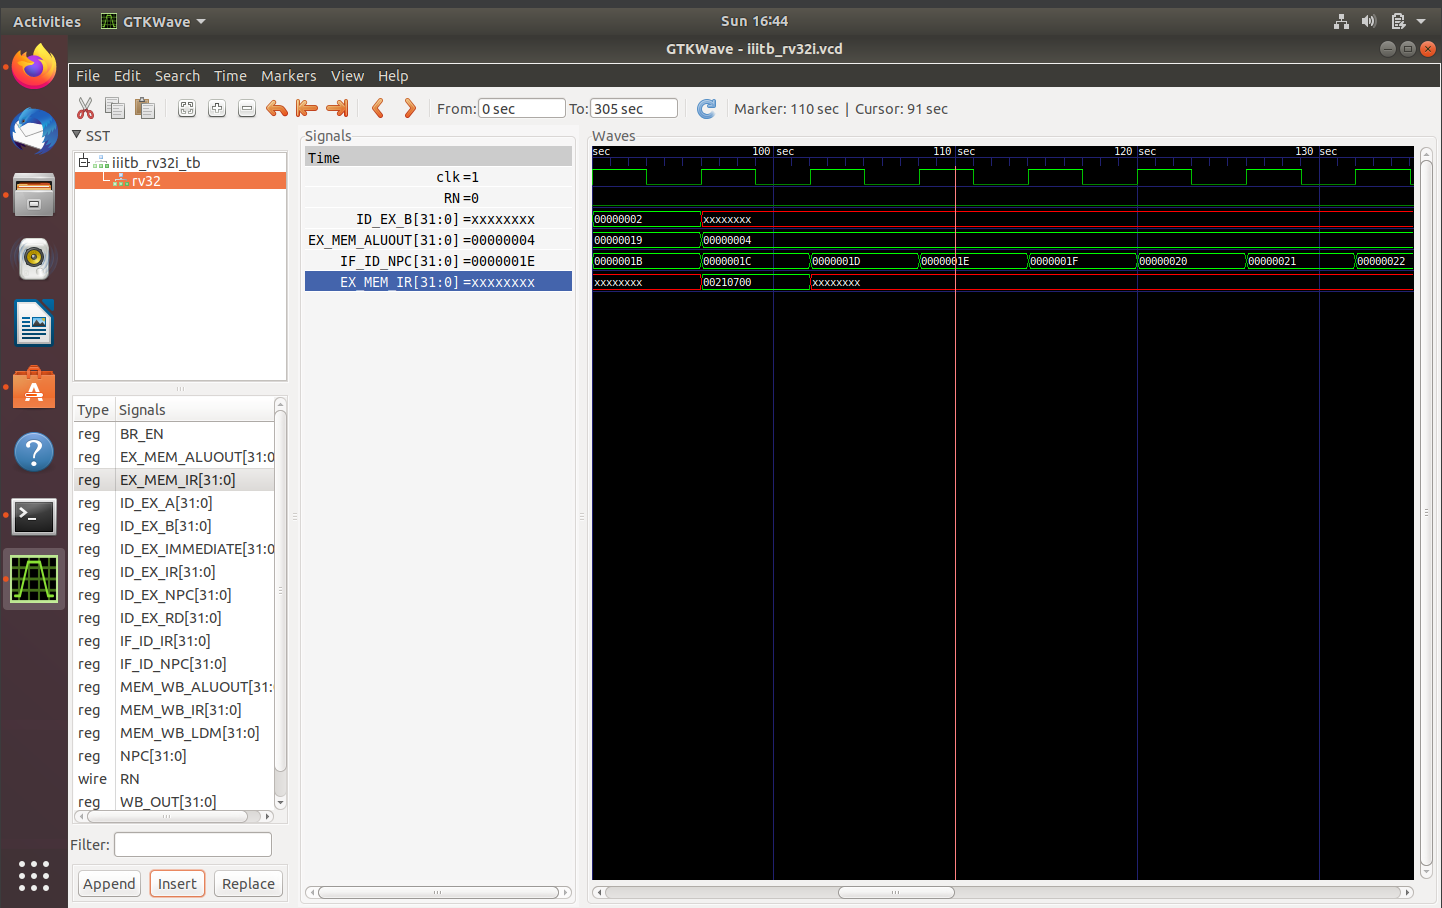 Activities GTKWave Sun 16:44
GTKWave - iiitb_rv32i.vcd
File Edit Search Time Markers View Help
From: 0 sec To: 305 sec Marker: 110 sec | Cursor: 91 sec
SST
iiitb_rv32i_tb
rv32
Type Signals
reg BR_EN
reg EX_MEM_ALUOUT[31:0
reg EX_MEM_IR[31:0]
reg ID_EX_A[31:0]
reg ID_EX_B[31:0]
reg ID_EX_IMMEDIATE[31:0
reg ID_EX_IR[31:0]
reg ID_EX_NPC[31:0]
reg ID_EX_RD[31:0]
reg IF_ID_IR[31:0]
reg IF_ID_NPC[31:0]
reg MEM_WB_ALUOUT[31:
reg MEM_WB_IR[31:0]
reg MEM_WB_LDM[31:0]
reg NPC[31:0]
wire RN
reg WB_OUT[31:0]
Filter:
Append Insert Replace
Signals
Time
clk =1
RN =0
ID_EX_B[31:0] =xxxxxxxx
EX_MEM_ALUOUT[31:0] =00000004
IF_ID_NPC[31:0] =0000001E
EX_MEM_IR[31:0] =xxxxxxxx
Waves
sec 100 sec 110 sec 120 sec 130 sec
00000002 xxxxxxxx
00000019 00000004
0000001B 0000001C 0000001D 0000001E 0000001F 00000020 00000021 00000022
xxxxxxxx 00210700 xxxxxxxx